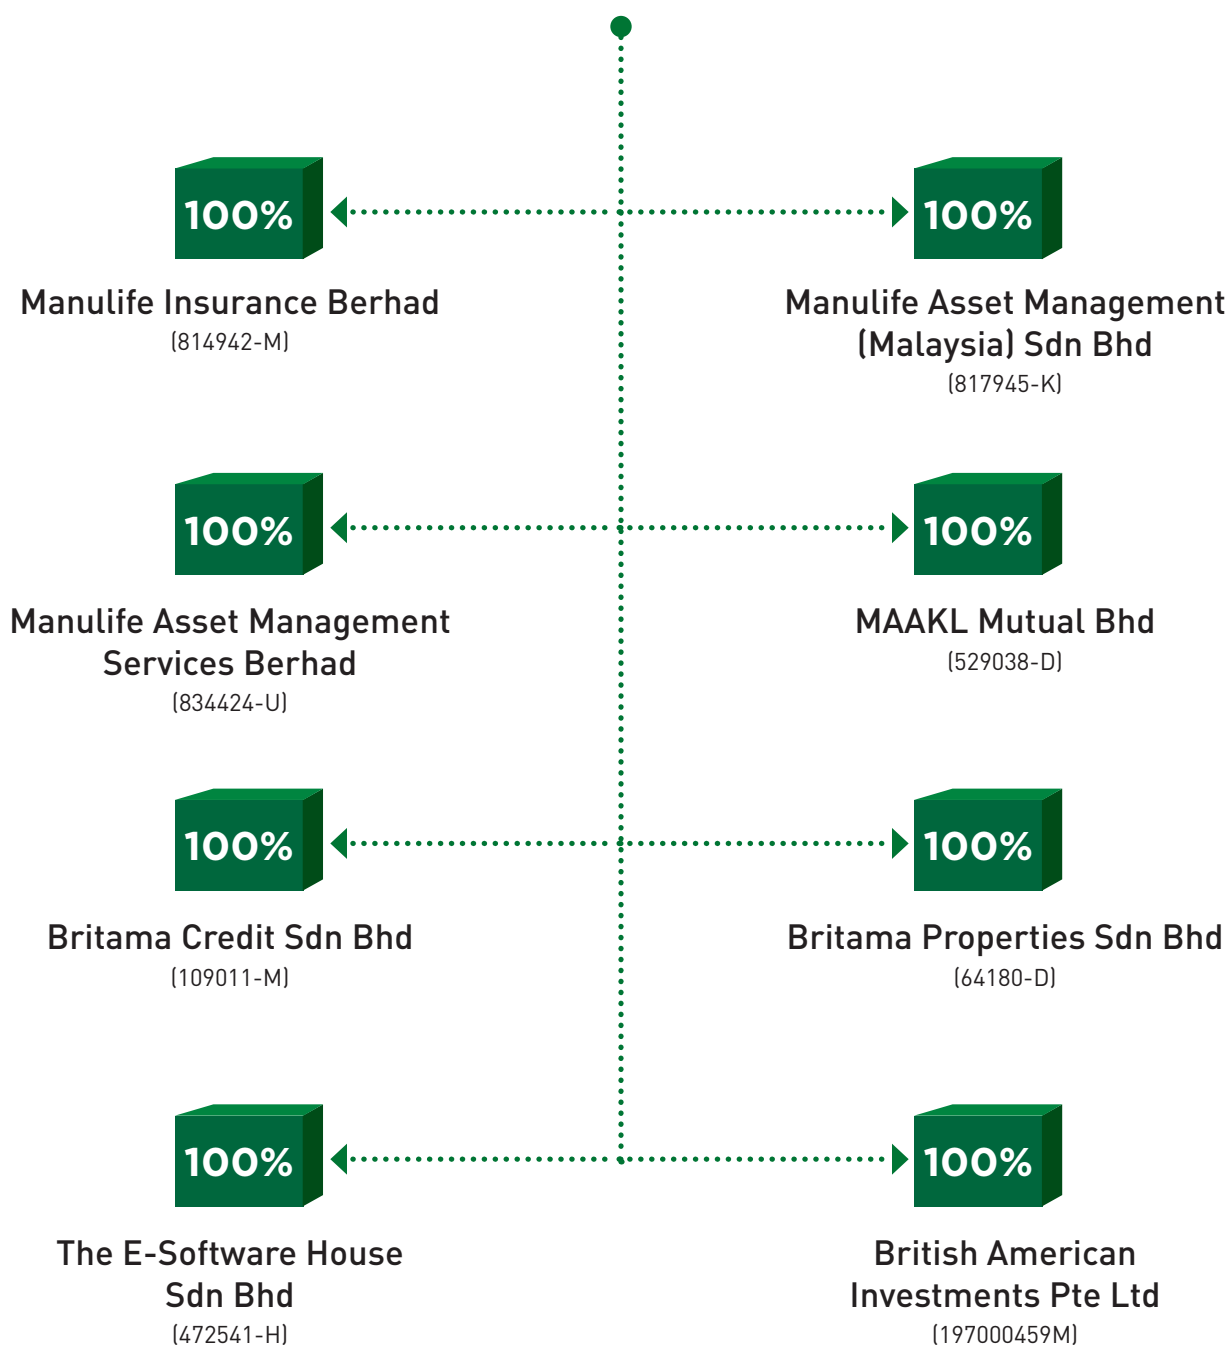 100%
Manulife Insurance Berhad
(814942-M)
100%
Manulife Asset Management
(Malaysia) Sdn Bhd
(817945-K)
100%
Manulife Asset Management
Services Berhad
(834424-U)
100%
MAAKL Mutual Bhd
(529038-D)
100%
Britama Credit Sdn Bhd
(109011-M)
100%
Britama Properties Sdn Bhd
(64180-D)
100%
The E-Software House
Sdn Bhd
(472541-H)
100%
British American
Investments Pte Ltd
(197000459M)